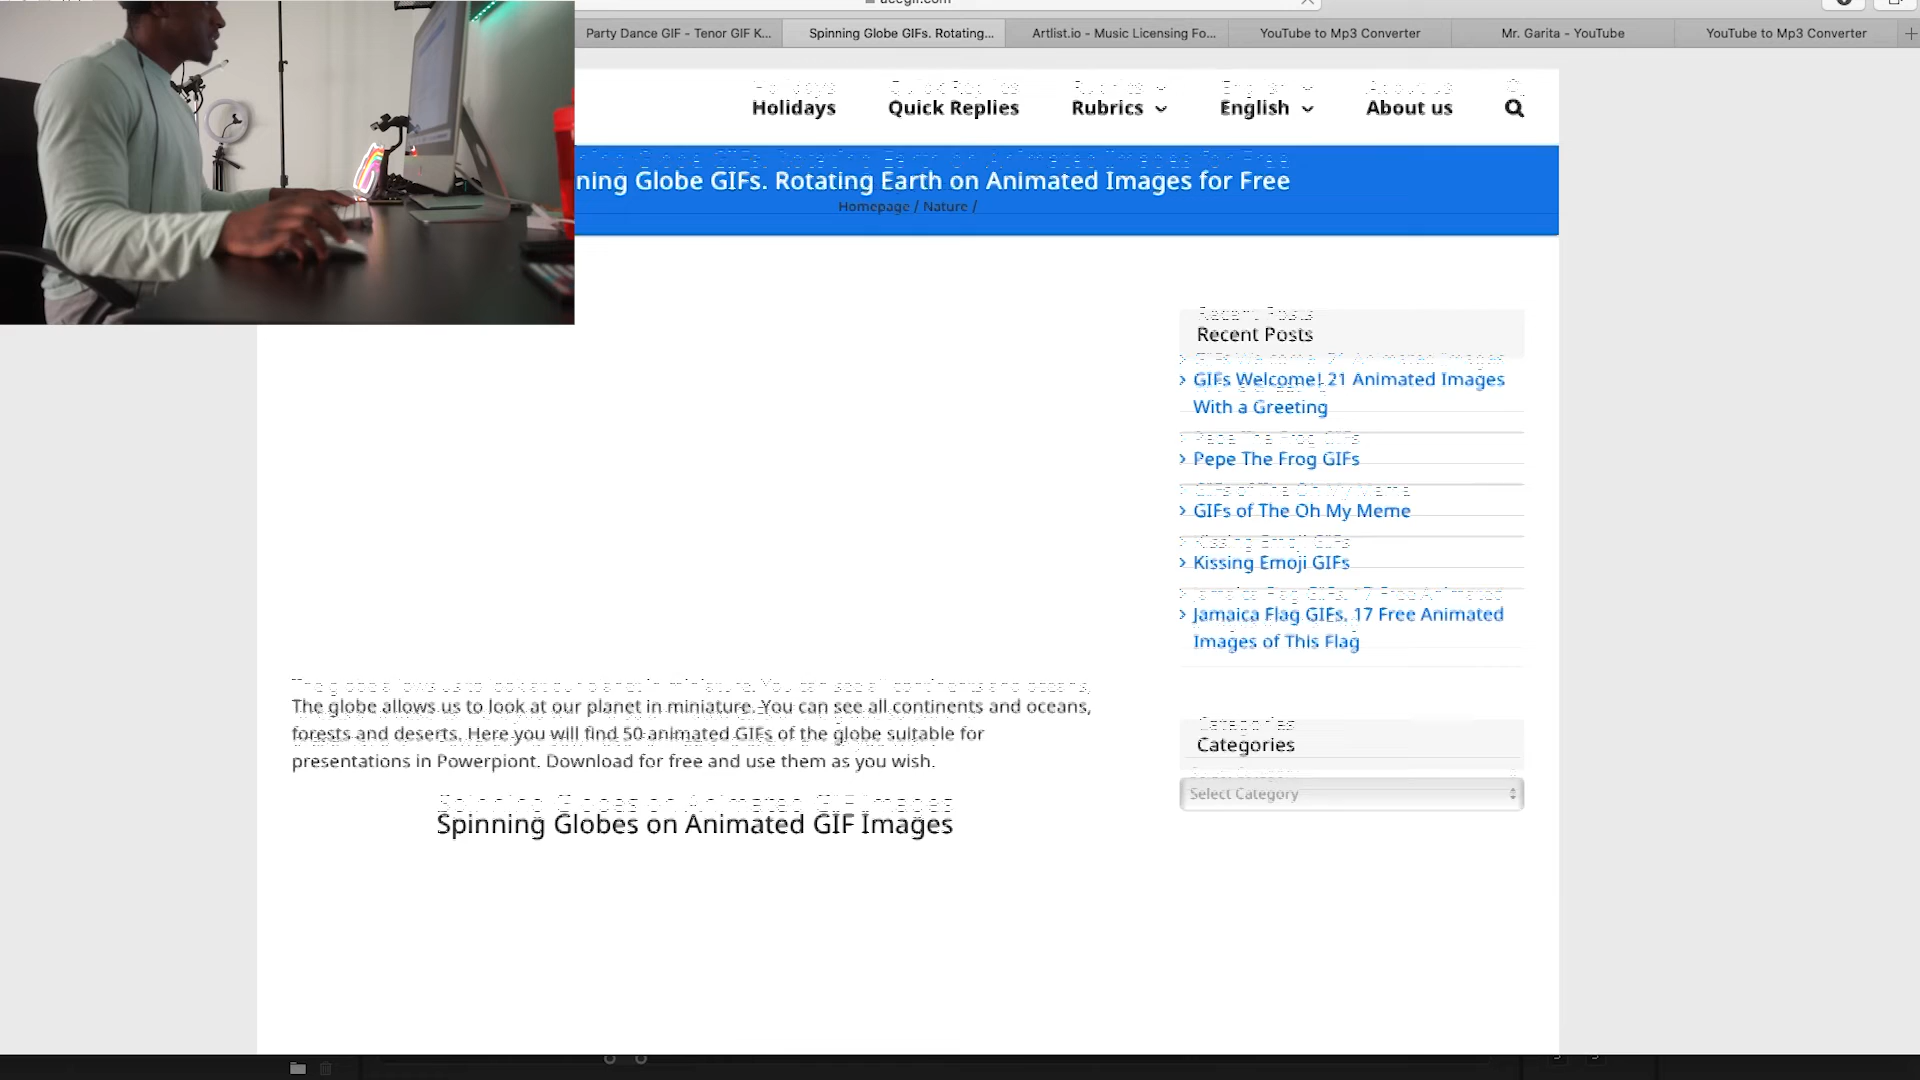 Party Dance GIF - Tenor GIF K...
Spinning Globe GIFs. Rotating...
Artlist.io - Music Licensing Fo...
YouTube to Mp3 Converter
Mr. Garita - YouTube
YouTube to Mp3 Converter
Holidays
Quick Replies
Rubrics
English
About us
ning Globe GIFs. Rotating Earth on Animated Images for Free
Homepage / Nature /
Recent Posts
GIFs Welcome! 21 Animated Images
With a Greeting
Pepe The Frog GIFs
GIFs of The Oh My Meme
Kissing Emoji GIFs
Jamaica Flag GIFs, 17 Free Animated
Images of This Flag
The globe allows us to look at our planet in miniature. You can see all continents and oceans,
forests and deserts. Here you will find 50 animated GIFs of the globe suitable for
presentations in Powerpiont. Download for free and use them as you wish.
Categories
Select Category
Spinning Globes on Animated GIF Images